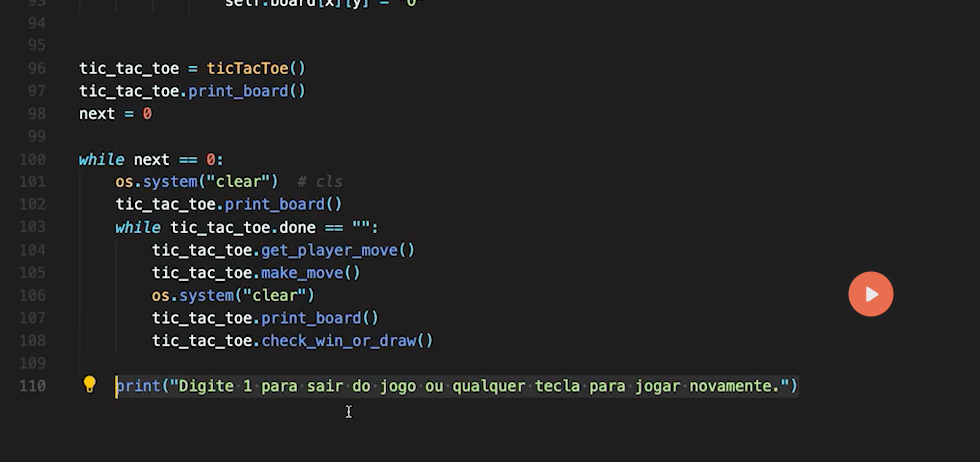 93 self.board[x][y] = "O"
94
95
96 tic_tac_toe = ticTacToe()
97 tic_tac_toe.print_board()
98 next = 0
99
100 while next == 0:
101 os.system("clear") # cls
102 tic_tac_toe.print_board()
103 while tic_tac_toe.done == "":
104 tic_tac_toe.get_player_move()
105 tic_tac_toe.make_move()
106 os.system("clear")
107 tic_tac_toe.print_board()
108 tic_tac_toe.check_win_or_draw()
109
110 print("Digite 1 para sair do jogo ou qualquer tecla para jogar novamente.")